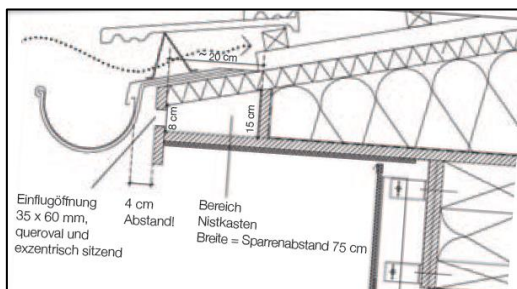 ~ 20 cm
8 cm
15 cm
Einflugöffnung
35 x 60 mm,
queroval und
exzentrisch sitzend
4 cm
Abstand!
Bereich
Nistkasten
Breite = Sparrenabstand 75 cm